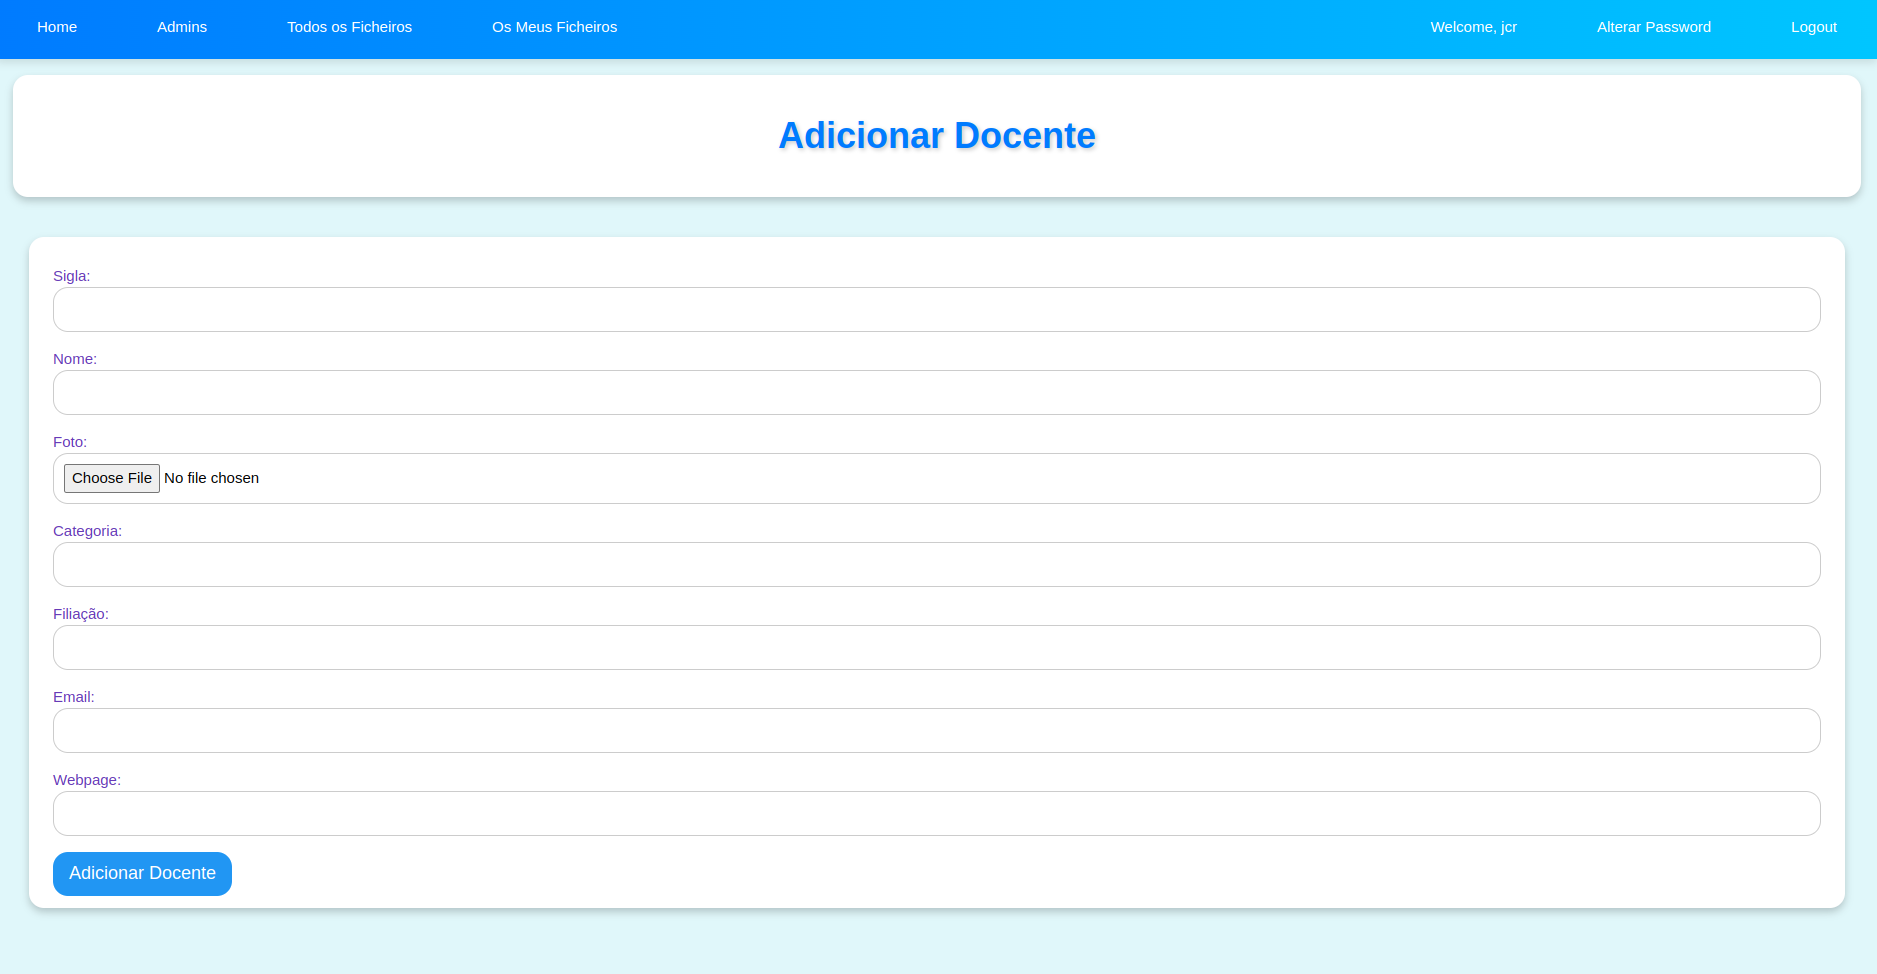 Home Admins Todos os Ficheiros Os Meus Ficheiros Welcome, jcr Alterar Password Logout
Adicionar Docente
Sigla:
Nome:
Foto:
Choose File No file chosen
Categoria:
Filiação:
Email:
Webpage:
Adicionar Docente